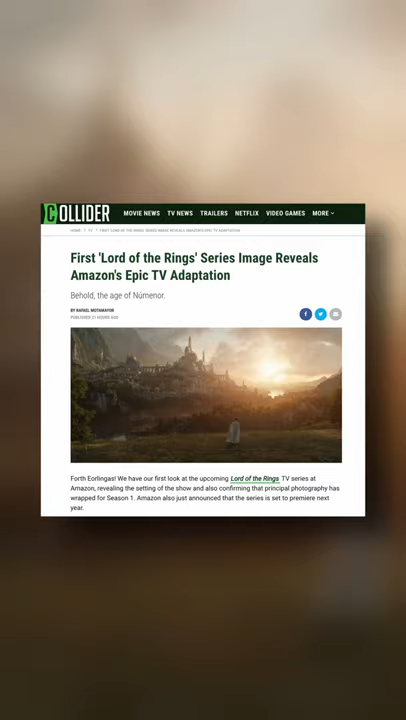 COLLIDER
MOVIE NEWS TV NEWS TRAILERS NETFLIX VIDEO GAMES MORE
HOME / TV / FIRST 'LORD OF THE RINGS' SERIES IMAGE REVEALS AMAZON'S EPIC TV ADAPTATION
First 'Lord of the Rings' Series Image Reveals
Amazon's Epic TV Adaptation
Behold, the age of Númenor.
BY RAFAEL MOTAMAYOR
PUBLISHED 21 HOURS AGO
Forth Eorlingas! We have our first look at the upcoming Lord of the Rings TV series at
Amazon, revealing the setting of the show and also confirming that principal photography has
wrapped for Season 1. Amazon also just announced that the series is set to premiere next
year.